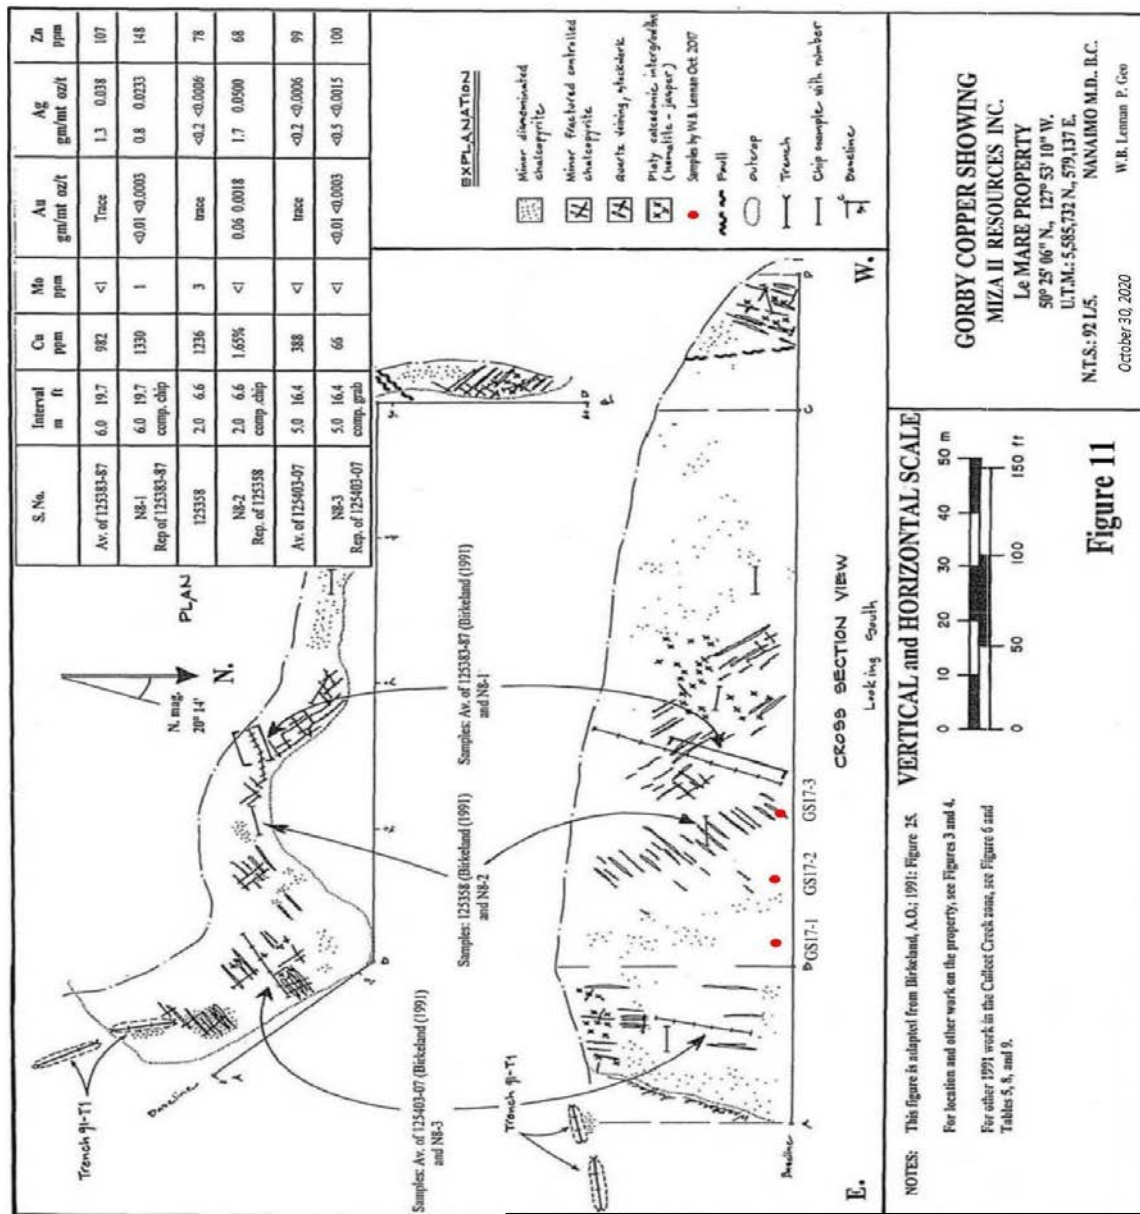 S. No. Interval m ft Cu ppm Mo ppm Au gm/mt oz/t Ag gm/mt oz/t Zn ppm
Av. of 125383-87 6.0 19.7 982 <1 Trace 1.3 0.038 107
N8-1 Rep of 125383-87 6.0 19.7 comp. chip 1330 1 <0.01 <0.0003 0.8 0.0233 148
125358 2.0 6.6 1236 3 trace <0.2 <0.0006 78
N8-2 Rep. of 125358 2.0 6.6 comp .chip 1.65% <1 0.06 0.0018 1.7 0.0500 68
Av. of 125403-07 5.0 16.4 388 <1 trace <0.2 <0.0006 99
N8-3 Rep. of 125403-07 5.0 16.4 comp. grab 66 <1 <0.01 <0.0003 <0.5 <0.0015 100
PLAN
N. mag.
20° 14'
N.
Trench 91-T1
Baseline
A
B
Samples: Av. of 125403-07 (Birkeland (1991)
and N8-3
Samples: 125358 (Birkeland (1991)
and N8-2
Samples: Av. of 125383-87 (Birkeland (1991)
and N8-1
Trench 91-T1
Baseline
A
B
C
D
GS17-1
GS17-2
GS17-3
E.
W.
CROSS SECTION VIEW
Looking South
EXPLANATION
Minor disseminated
chalcopyrite
Minor fractured controlled
chalcopyrite
Quartz veining, stockwork
Platy calcedonic intergrowths
(hematite - jasper)
Samples by W.B. Lennan Oct 2017
Fault
Outcrop
Trench
Chip sample with number
Baseline
NOTES: This figure is adapted from Birkeland, A.O.; 1991: Figure 25.
For location and other work on the property, see Figures 3 and 4.
For other 1991 work in the Culleet Creek zone, see Figure 6 and
Tables 5, 8, and 9.
VERTICAL and HORIZONTAL SCALE
0 10 20 30 40 50 m
0 50 100 150 ft
Figure 11
GORBY COPPER SHOWING
MIZA II RESOURCES INC.
Le MARE PROPERTY
50° 25' 06" N., 127° 53' 10" W.
U.T.M.: 5,585,732 N., 579,137 E.
N.T.S.: 92 L/5. NANAIMO M.D.. B.C.
October 30, 2020 W.B. Lennan P. Geo